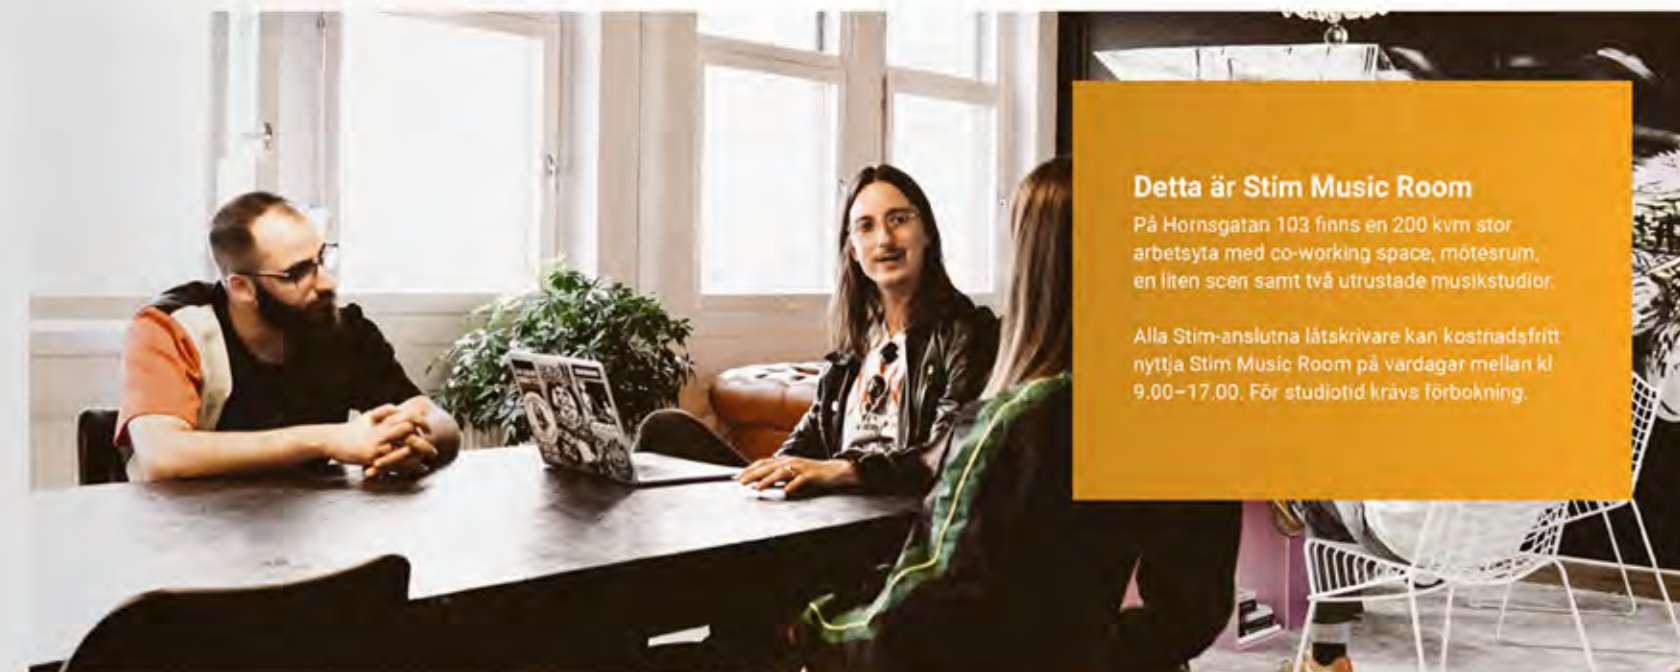 Detta är Stim Music Room
På Hornsgatan 103 finns en 200 kvm stor
arbetsyta med co-working space, mötesrum,
en liten scen samt två utrustade musikstudior.
Alla Stim-anslutna låtskrivare kan kostnadsfritt
nyttja Stim Music Room på vardagar mellan kl
9.00–17.00. För studiotid krävs förbokning.